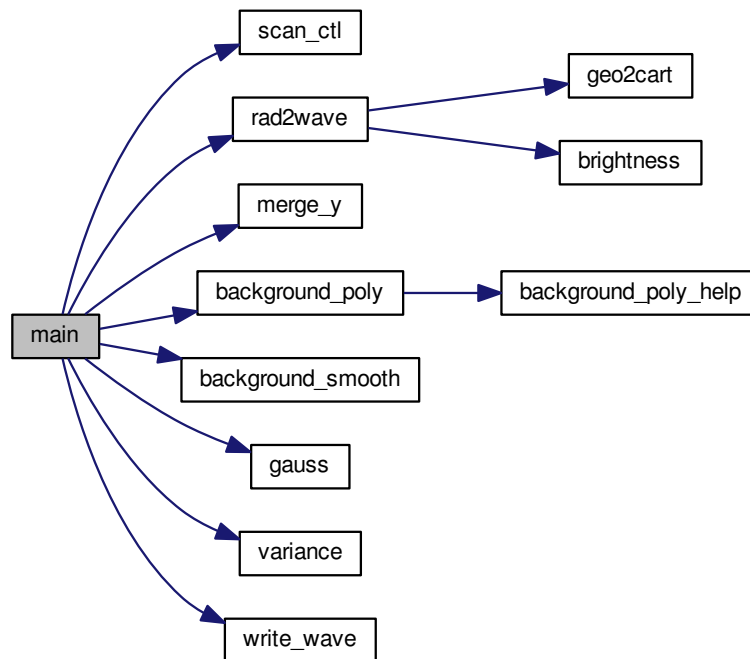 scan_ctl
geo2cart
rad2wave
brightness
merge_y
background_poly
background_poly_help
main
background_smooth
gauss
variance
write_wave